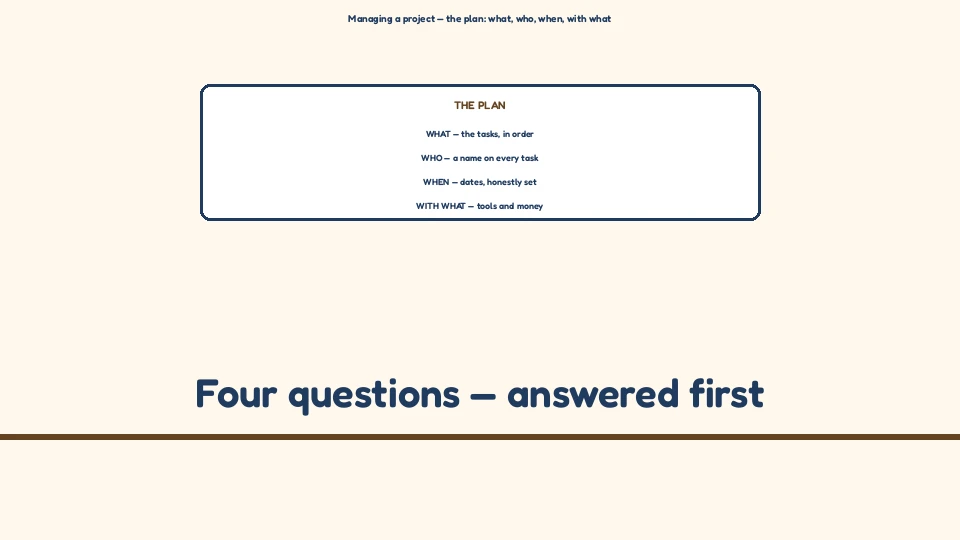 Managing a project — the plan: what, who, when, with what
THE PLAN
WHAT — the tasks, in order
WHO — a name on every task
WHEN — dates, honestly set
WITH WHAT — tools and money
Four questions — answered first